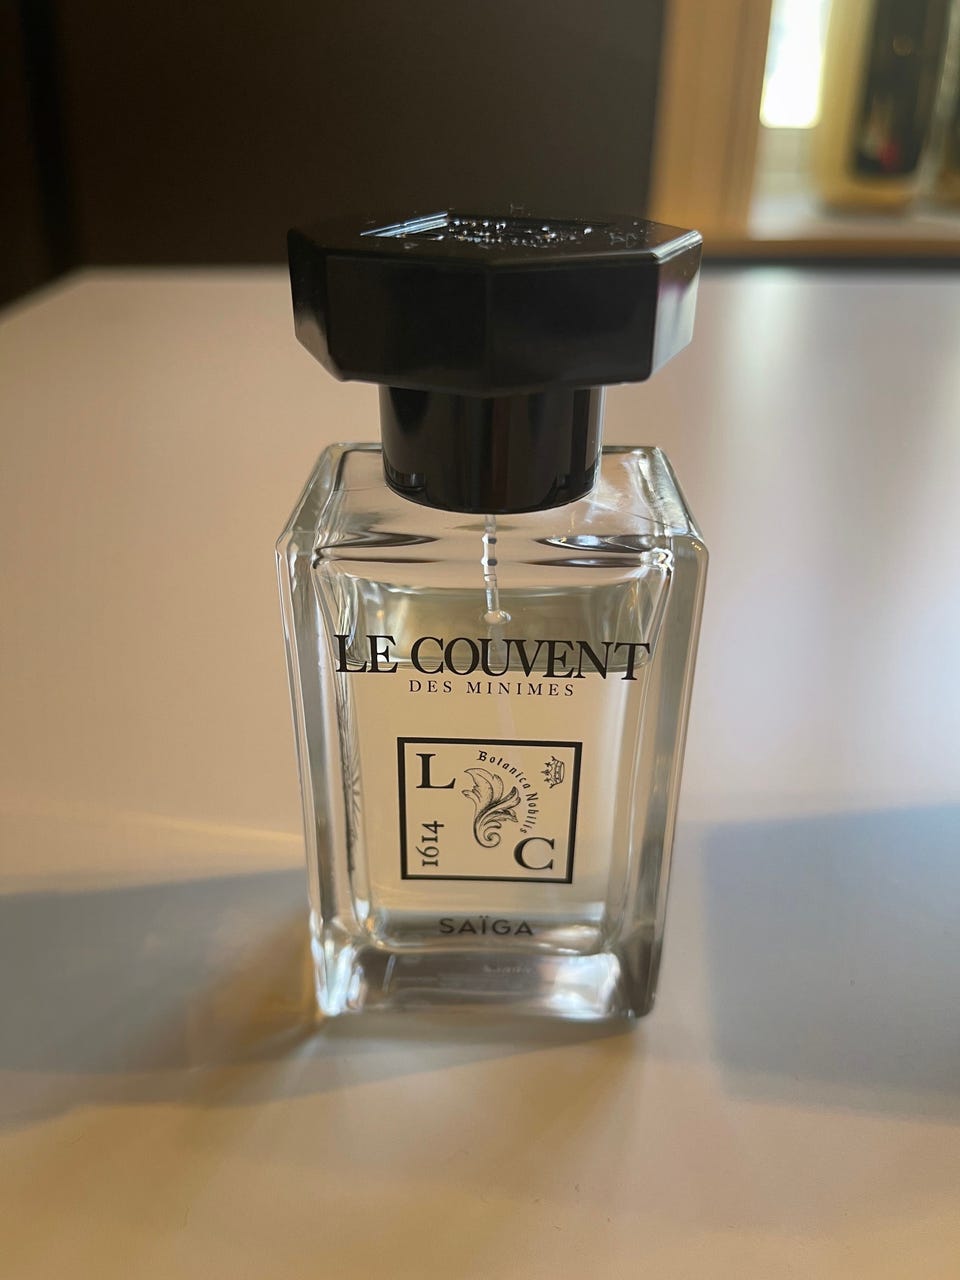 LE COUVENT
DES MINIMES
L
Botanica Nobilis
1614
C
SAÏGA